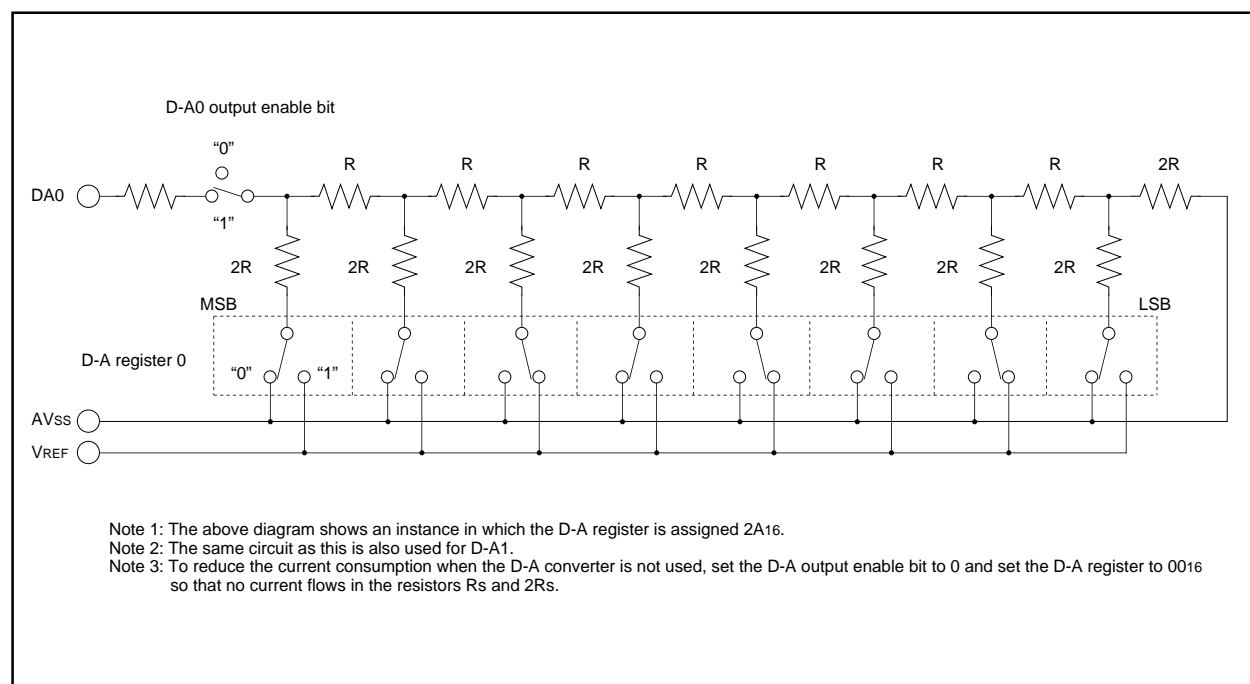 D-A0 output enable bit
“0”
R R R R R R R 2R
DA0
“1”
2R 2R 2R 2R 2R 2R 2R 2R
MSB LSB
D-A register 0
“0” “1”
AVSS
VREF
Note 1: The above diagram shows an instance in which the D-A register is assigned 2A16.
Note 2: The same circuit as this is also used for D-A1.
Note 3: To reduce the current consumption when the D-A converter is not used, set the D-A output enable bit to 0 and set the D-A register to 0016
so that no current flows in the resistors Rs and 2Rs.